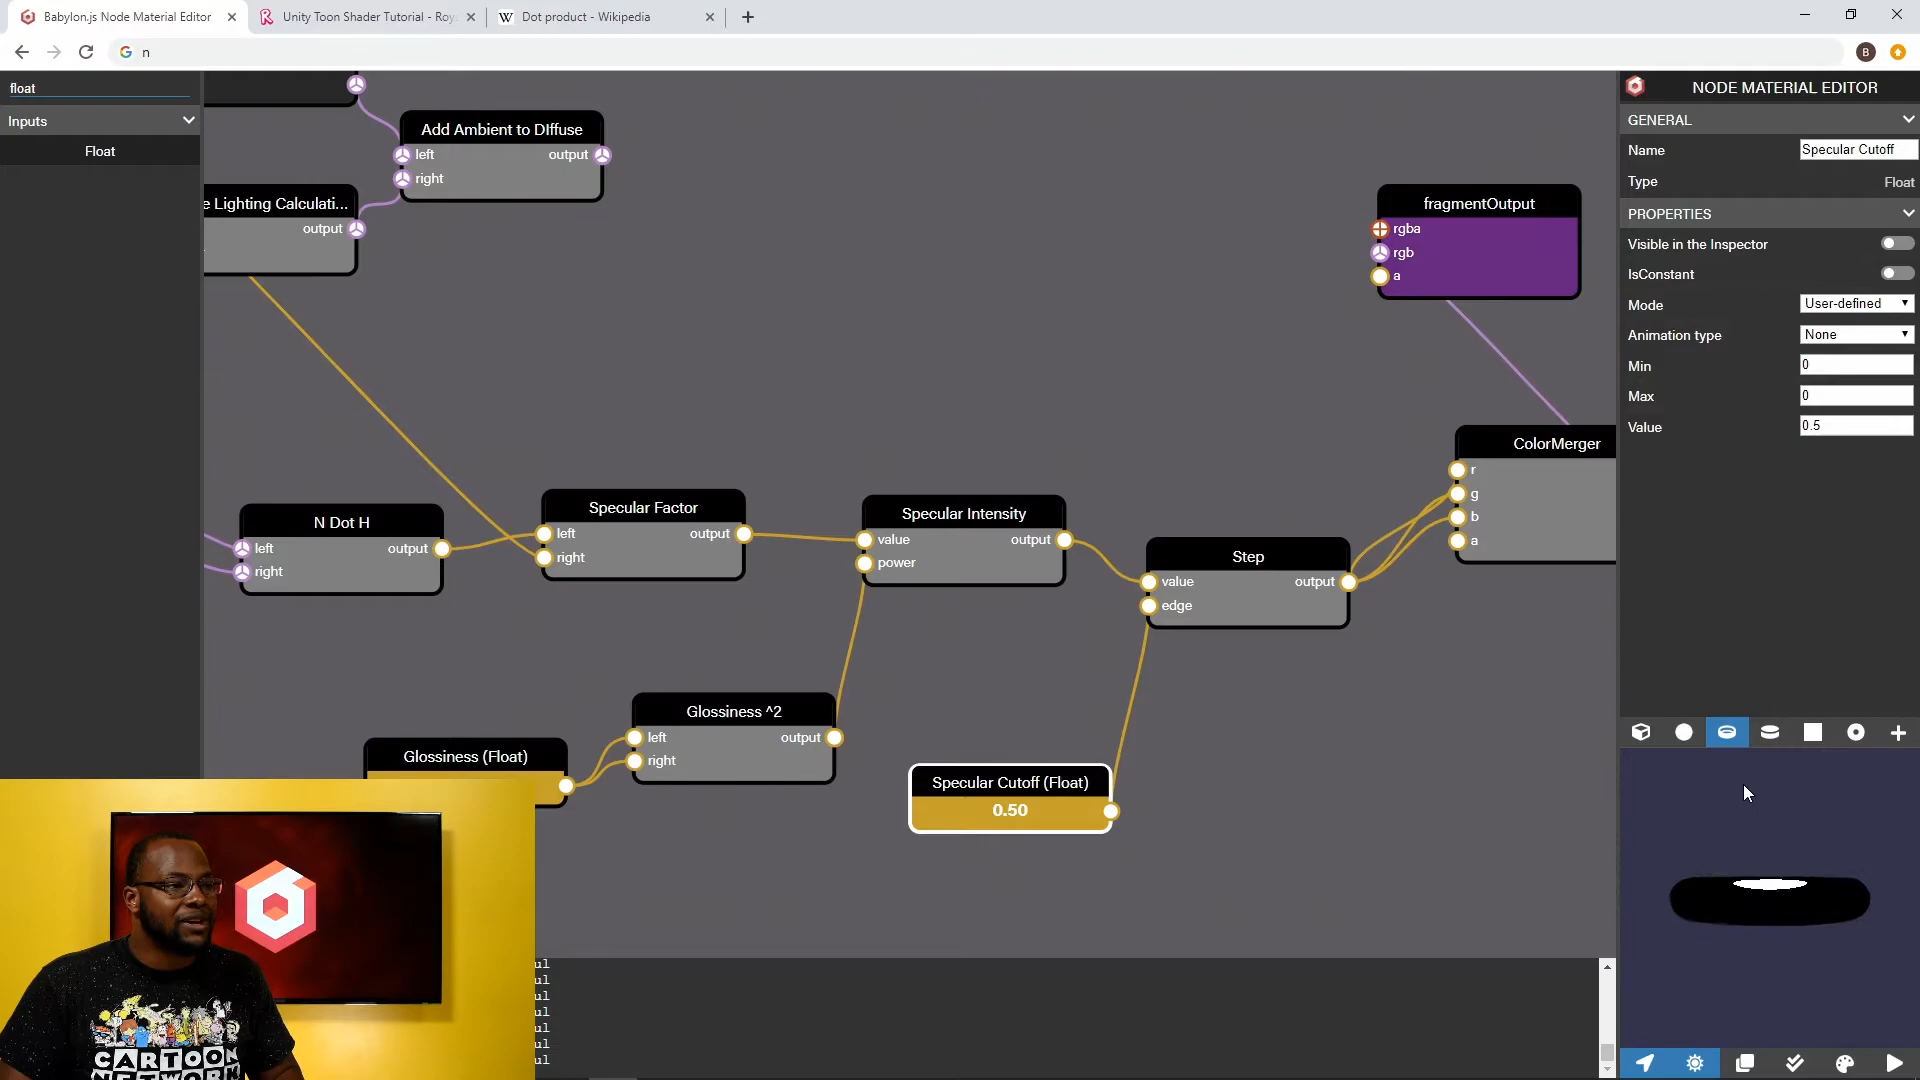 Babylon.js Node Material Editor
Unity Toon Shader Tutorial - Roy
Dot product - Wikipedia
n
B
float
Inputs
Float
Add Ambient to DIffuse
left
output
right
e Lighting Calculati...
output
fragmentOutput
rgba
rgb
a
N Dot H
left
output
right
Specular Factor
left
output
right
Specular Intensity
value
output
power
Step
value
output
edge
ColorMerger
r
g
b
a
Glossiness ^2
left
output
right
Glossiness (Float)
Specular Cutoff (Float)
0.50
NODE MATERIAL EDITOR
GENERAL
Name
Specular Cutoff
Type
Float
PROPERTIES
Visible in the Inspector
IsConstant
Mode
User-defined
Animation type
None
Min
0
Max
0
Value
0.5
ul
ul
ul
ul
ul
ul
ul
CARTOON
NETWORK